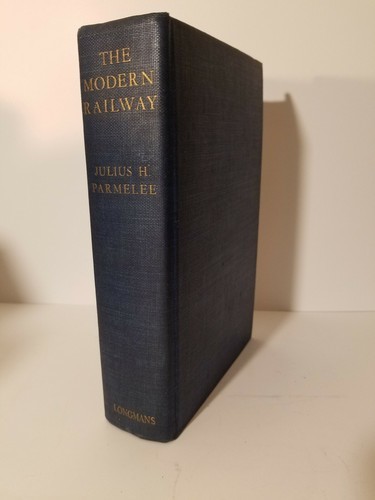 THE
MODERN
RAILWAY
JULIUS H.
PARMELEE
LONGMANS